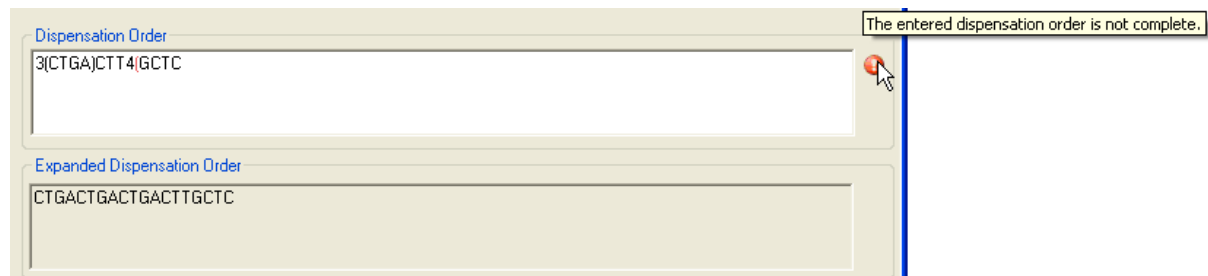 The entered dispensation order is not complete.
Dispensation Order
3(CTGA)CTT4(GCTC
Expanded Dispensation Order
CTGACTGACTGACTTGCTC